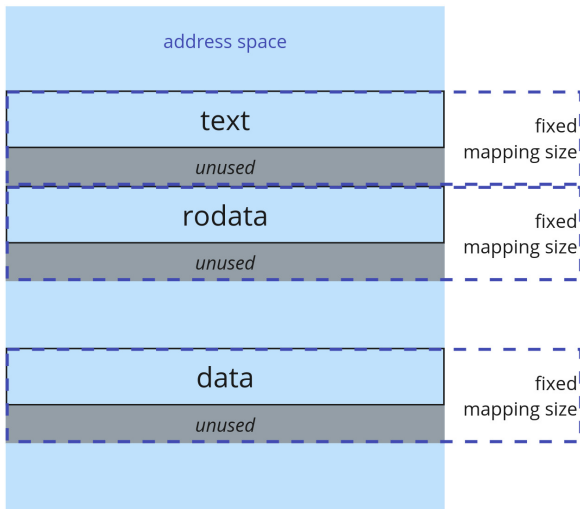 address space
text
fixed
mapping size
unused
rodata
fixed
mapping size
unused
data
fixed
mapping size
unused